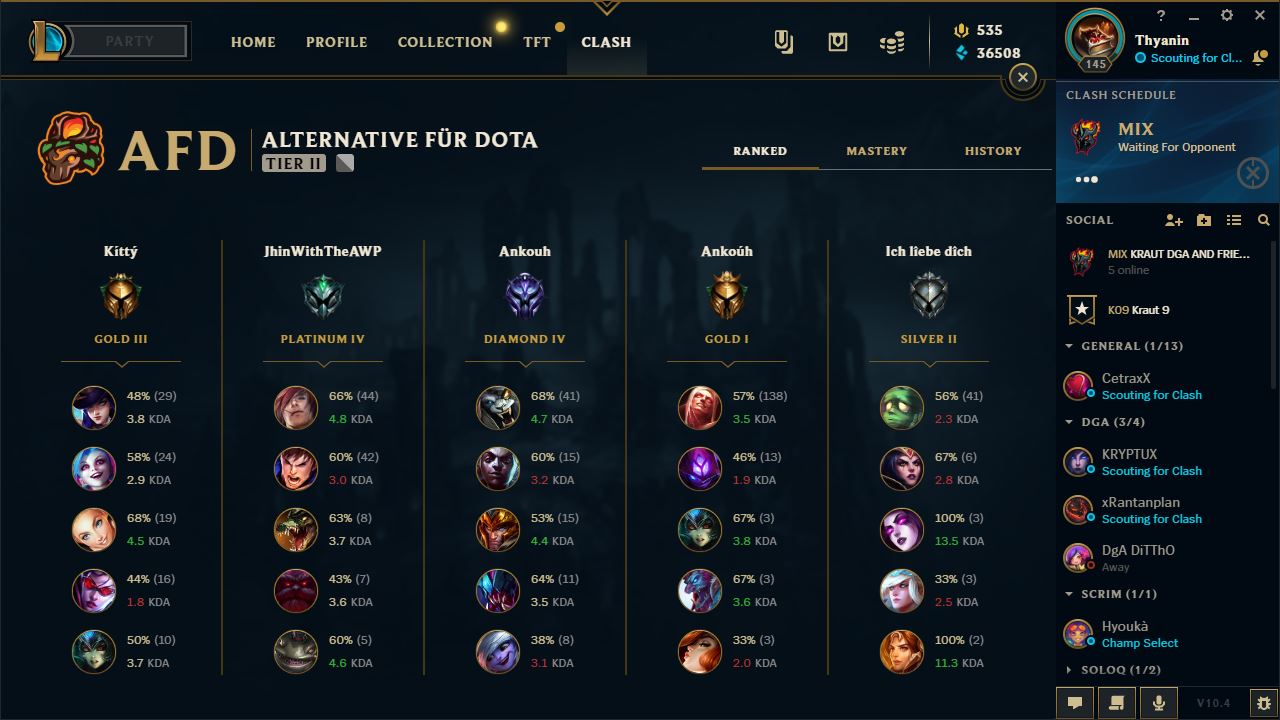 PARTY
HOME PROFILE COLLECTION TFT CLASH
535
36508
?
145
Thyanin
Scouting for Cl...
AFD
ALTERNATIVE FÜR DOTA
TIER II
RANKED MASTERY HISTORY
Kíttý JhinWithTheAWP Ankouh Ankoúh Ich lîebe dîch
GOLD III PLATINUM IV DIAMOND IV GOLD I SILVER II
48% (29) 66% (44) 68% (41) 57% (138) 56% (41)
3.8 KDA 4.8 KDA 4.7 KDA 3.5 KDA 2.3 KDA
58% (24) 60% (42) 60% (15) 46% (13) 67% (6)
2.9 KDA 3.0 KDA 3.2 KDA 1.9 KDA 2.8 KDA
68% (19) 63% (8) 53% (15) 67% (3) 100% (3)
4.5 KDA 3.7 KDA 4.4 KDA 3.8 KDA 13.5 KDA
44% (16) 43% (7) 64% (11) 67% (3) 33% (3)
1.8 KDA 3.6 KDA 3.5 KDA 3.6 KDA 2.5 KDA
50% (10) 60% (5) 38% (8) 33% (3) 100% (2)
3.7 KDA 4.6 KDA 3.1 KDA 2.0 KDA 11.3 KDA
CLASH SCHEDULE
MIX
Waiting For Opponent
SOCIAL
MIX KRAUT DGA AND FRIE...
5 online
K09 Kraut 9
GENERAL (1/13)
CetraxX
Scouting for Clash
DGA (3/4)
KRYPTUX
Scouting for Clash
xRantanplan
Scouting for Clash
DgA DiTThO
Away
SCRIM (1/1)
Hyoukà
Champ Select
SOLOQ (1/2)
V10.4